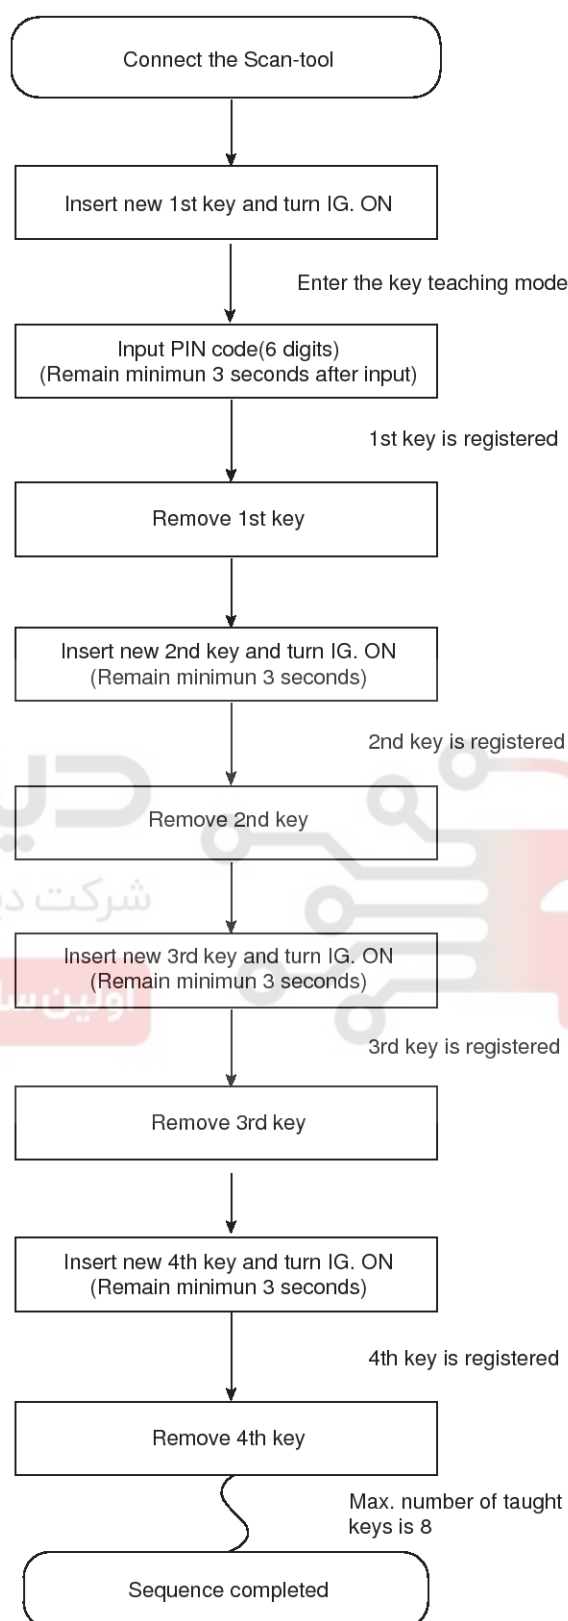 Connect the Scan-tool
Insert new 1st key and turn IG. ON
Enter the key teaching mode
Input PIN code(6 digits)
(Remain minimun 3 seconds after input)
1st key is registered
Remove 1st key
Insert new 2nd key and turn IG. ON
(Remain minimun 3 seconds)
2nd key is registered
Remove 2nd key
شرکت
Insert new 3rd key and turn IG. ON
(Remain minimun 3 seconds)
اولین
3rd key is registered
Remove 3rd key
Insert new 4th key and turn IG. ON
(Remain minimun 3 seconds)
4th key is registered
Remove 4th key
Max. number of taught
keys is 8
Sequence completed